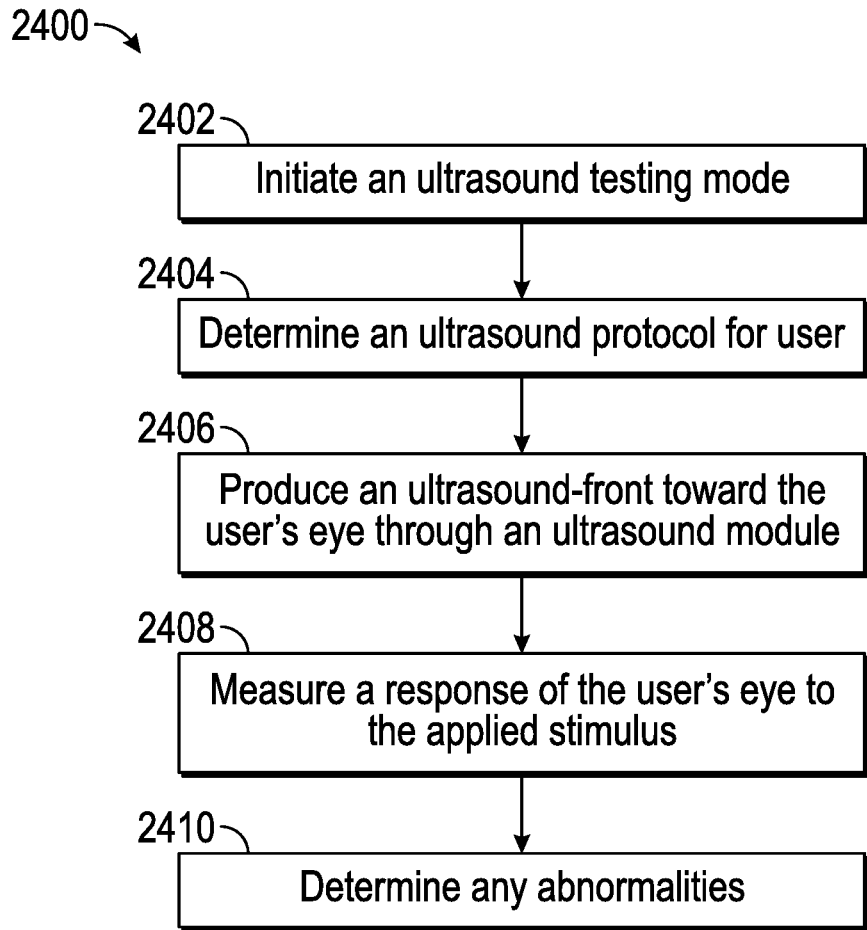 2400
2402
Initiate an ultrasound testing mode
2404
Determine an ultrasound protocol for user
2406
Produce an ultrasound-front toward the
user’s eye through an ultrasound module
2408
Measure a response of the user’s eye to
the applied stimulus
2410
Determine any abnormalities